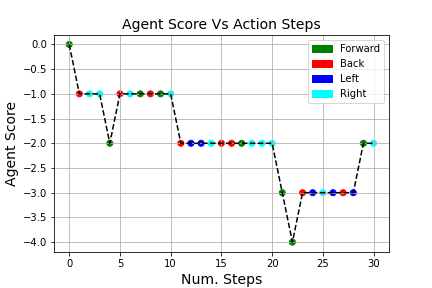 Agent Score Vs Action Steps
Forward
Back
Left
Right
Agent Score
0.0
−0.5
−1.0
−1.5
−2.0
−2.5
−3.0
−3.5
−4.0
0 5 10 15 20 25 30
Num. Steps